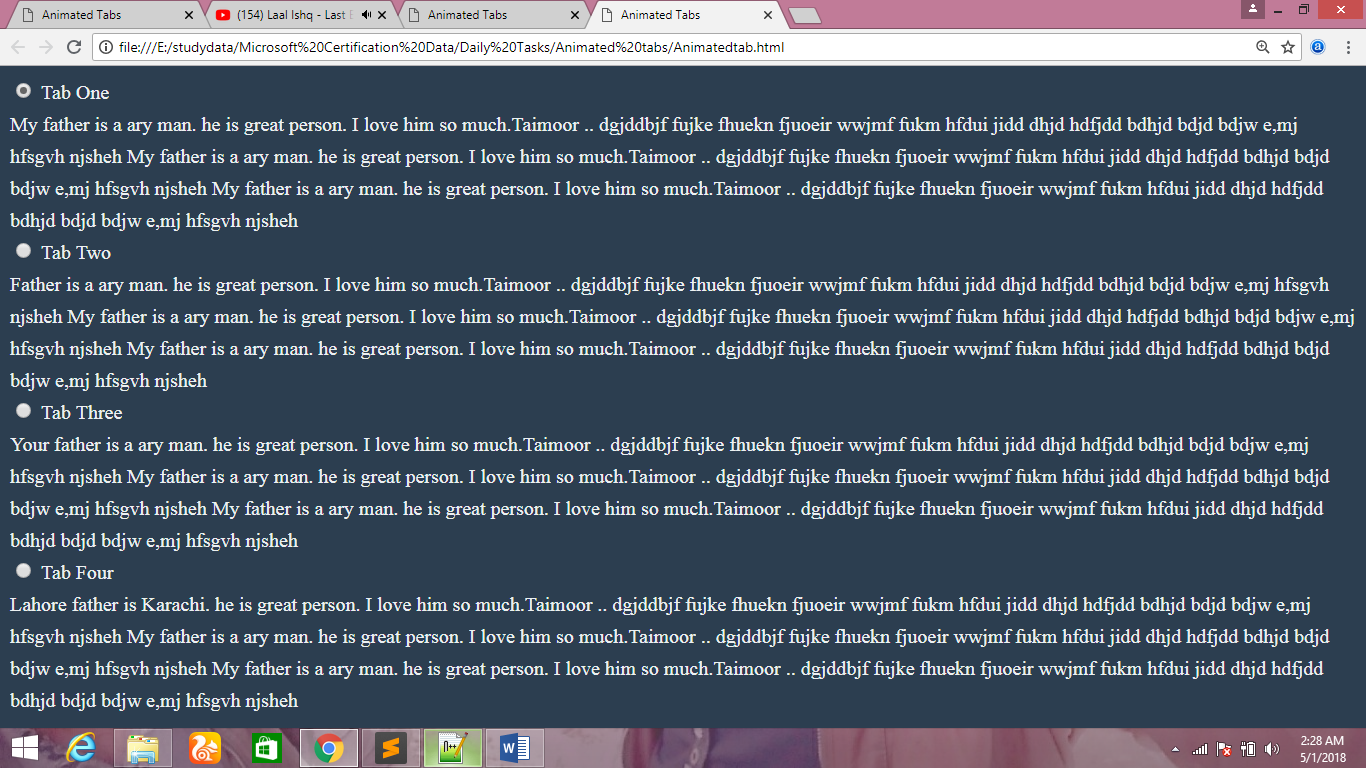 Animated Tabs
(154) Laal Ishq - Last
Animated Tabs
Animated Tabs
file:///E:/studydata/Microsoft%20Certification%20Data/Daily%20Tasks/Animated%20tabs/Animatedtab.html
Tab One
My father is a ary man. he is great person. I love him so much.Taimoor .. dgjddbjf fujke fhuekn fjuoeir wwjmf fukm hfdui jidd dhjd hdfjdd bdhjd bdjd bdjw e,mj
hfsgvh njsheh My father is a ary man. he is great person. I love him so much.Taimoor .. dgjddbjf fujke fhuekn fjuoeir wwjmf fukm hfdui jidd dhjd hdfjdd bdhjd bdjd
bdjw e,mj hfsgvh njsheh My father is a ary man. he is great person. I love him so much.Taimoor .. dgjddbjf fujke fhuekn fjuoeir wwjmf fukm hfdui jidd dhjd hdfjdd
bdhjd bdjd bdjw e,mj hfsgvh njsheh
Tab Two
Father is a ary man. he is great person. I love him so much.Taimoor .. dgjddbjf fujke fhuekn fjuoeir wwjmf fukm hfdui jidd dhjd hdfjdd bdhjd bdjd bdjw e,mj hfsgvh
njsheh My father is a ary man. he is great person. I love him so much.Taimoor .. dgjddbjf fujke fhuekn fjuoeir wwjmf fukm hfdui jidd dhjd hdfjdd bdhjd bdjd bdjw e,mj
hfsgvh njsheh My father is a ary man. he is great person. I love him so much.Taimoor .. dgjddbjf fujke fhuekn fjuoeir wwjmf fukm hfdui jidd dhjd hdfjdd bdhjd bdjd
bdjw e,mj hfsgvh njsheh
Tab Three
Your father is a ary man. he is great person. I love him so much.Taimoor .. dgjddbjf fujke fhuekn fjuoeir wwjmf fukm hfdui jidd dhjd hdfjdd bdhjd bdjd bdjw e,mj
hfsgvh njsheh My father is a ary man. he is great person. I love him so much.Taimoor .. dgjddbjf fujke fhuekn fjuoeir wwjmf fukm hfdui jidd dhjd hdfjdd bdhjd bdjd
bdjw e,mj hfsgvh njsheh My father is a ary man. he is great person. I love him so much.Taimoor .. dgjddbjf fujke fhuekn fjuoeir wwjmf fukm hfdui jidd dhjd hdfjdd
bdhjd bdjd bdjw e,mj hfsgvh njsheh
Tab Four
Lahore father is Karachi. he is great person. I love him so much.Taimoor .. dgjddbjf fujke fhuekn fjuoeir wwjmf fukm hfdui jidd dhjd hdfjdd bdhjd bdjd bdjw e,mj
hfsgvh njsheh My father is a ary man. he is great person. I love him so much.Taimoor .. dgjddbjf fujke fhuekn fjuoeir wwjmf fukm hfdui jidd dhjd hdfjdd bdhjd bdjd
bdjw e,mj hfsgvh njsheh My father is a ary man. he is great person. I love him so much.Taimoor .. dgjddbjf fujke fhuekn fjuoeir wwjmf fukm hfdui jidd dhjd hdfjdd
bdhjd bdjd bdjw e,mj hfsgvh njsheh
2:28 AM
5/1/2018